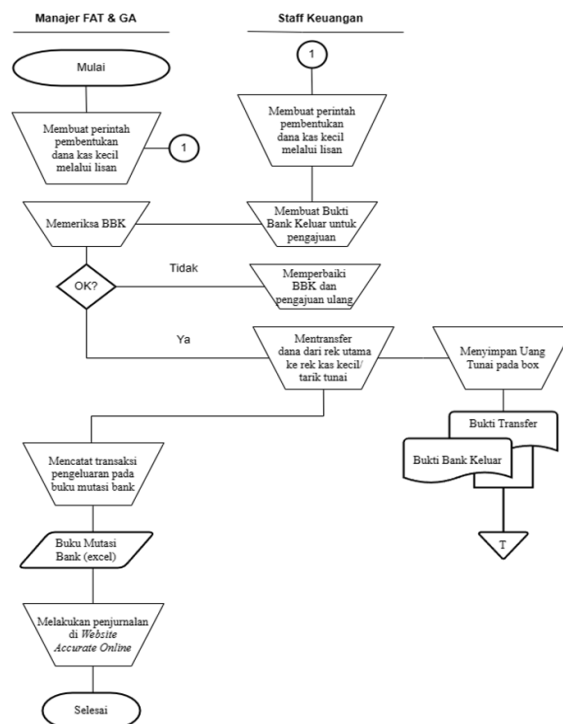 Manajer FAT & GA
Staff Keuangan
Mulai
1
Membuat perintah
pembentukan
dana kas kecil
melalui lisan
1
Membuat perintah
pembentukan
dana kas kecil
melalui lisan
Memeriksa BBK
Membuat Bukti
Bank Keluar untuk
pengajuan
OK?
Tidak
Memperbaiki
BBK dan
pengajuan ulang
Ya
Mentransfer
dana dari rek utama
ke rek kas kecil/
tarik tunai
Menyimpan Uang
Tunai pada box
Bukti Transfer
Bukti Bank Keluar
T
Mencatat transaksi
pengeluaran pada
buku mutasi bank
Buku Mutasi
Bank (excel)
Melakukan penjurnalan
di Website
Accurate Online
Selesai